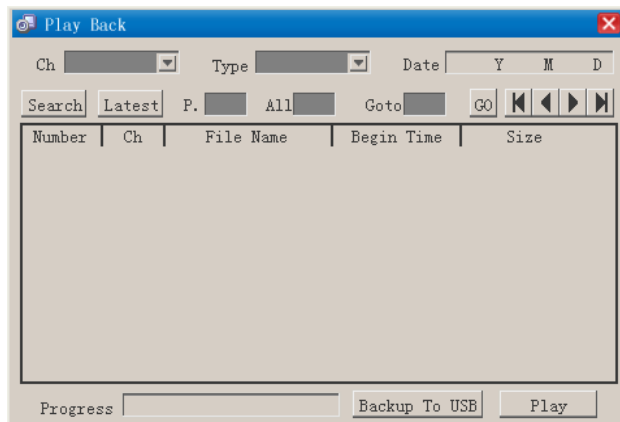 Play Back
Ch Type Date Y M D
Search Latest P. All Goto GO
Number Ch File Name Begin Time Size
Progress Backup To USB Play